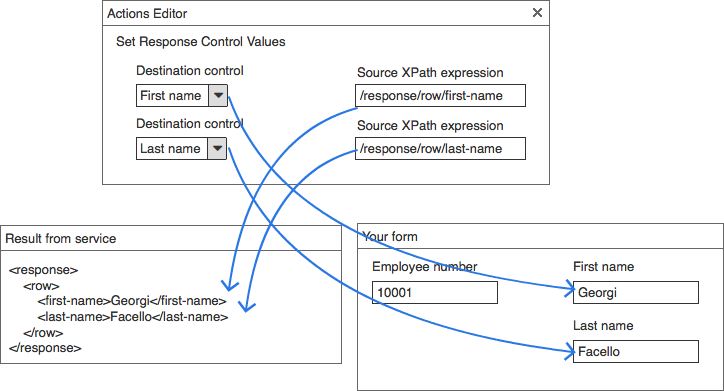 Actions Editor
Set Response Control Values
Destination control
Source XPath expression
First name
/response/row/first-name
Destination control
Source XPath expression
Last name
/response/row/last-name
Result from service
<response>
<row>
<first-name>Georgi</first-name>
<last-name>Facello</last-name>
</row>
</response>
Your form
Employee number
First name
10001
Georgi
Last name
Facello